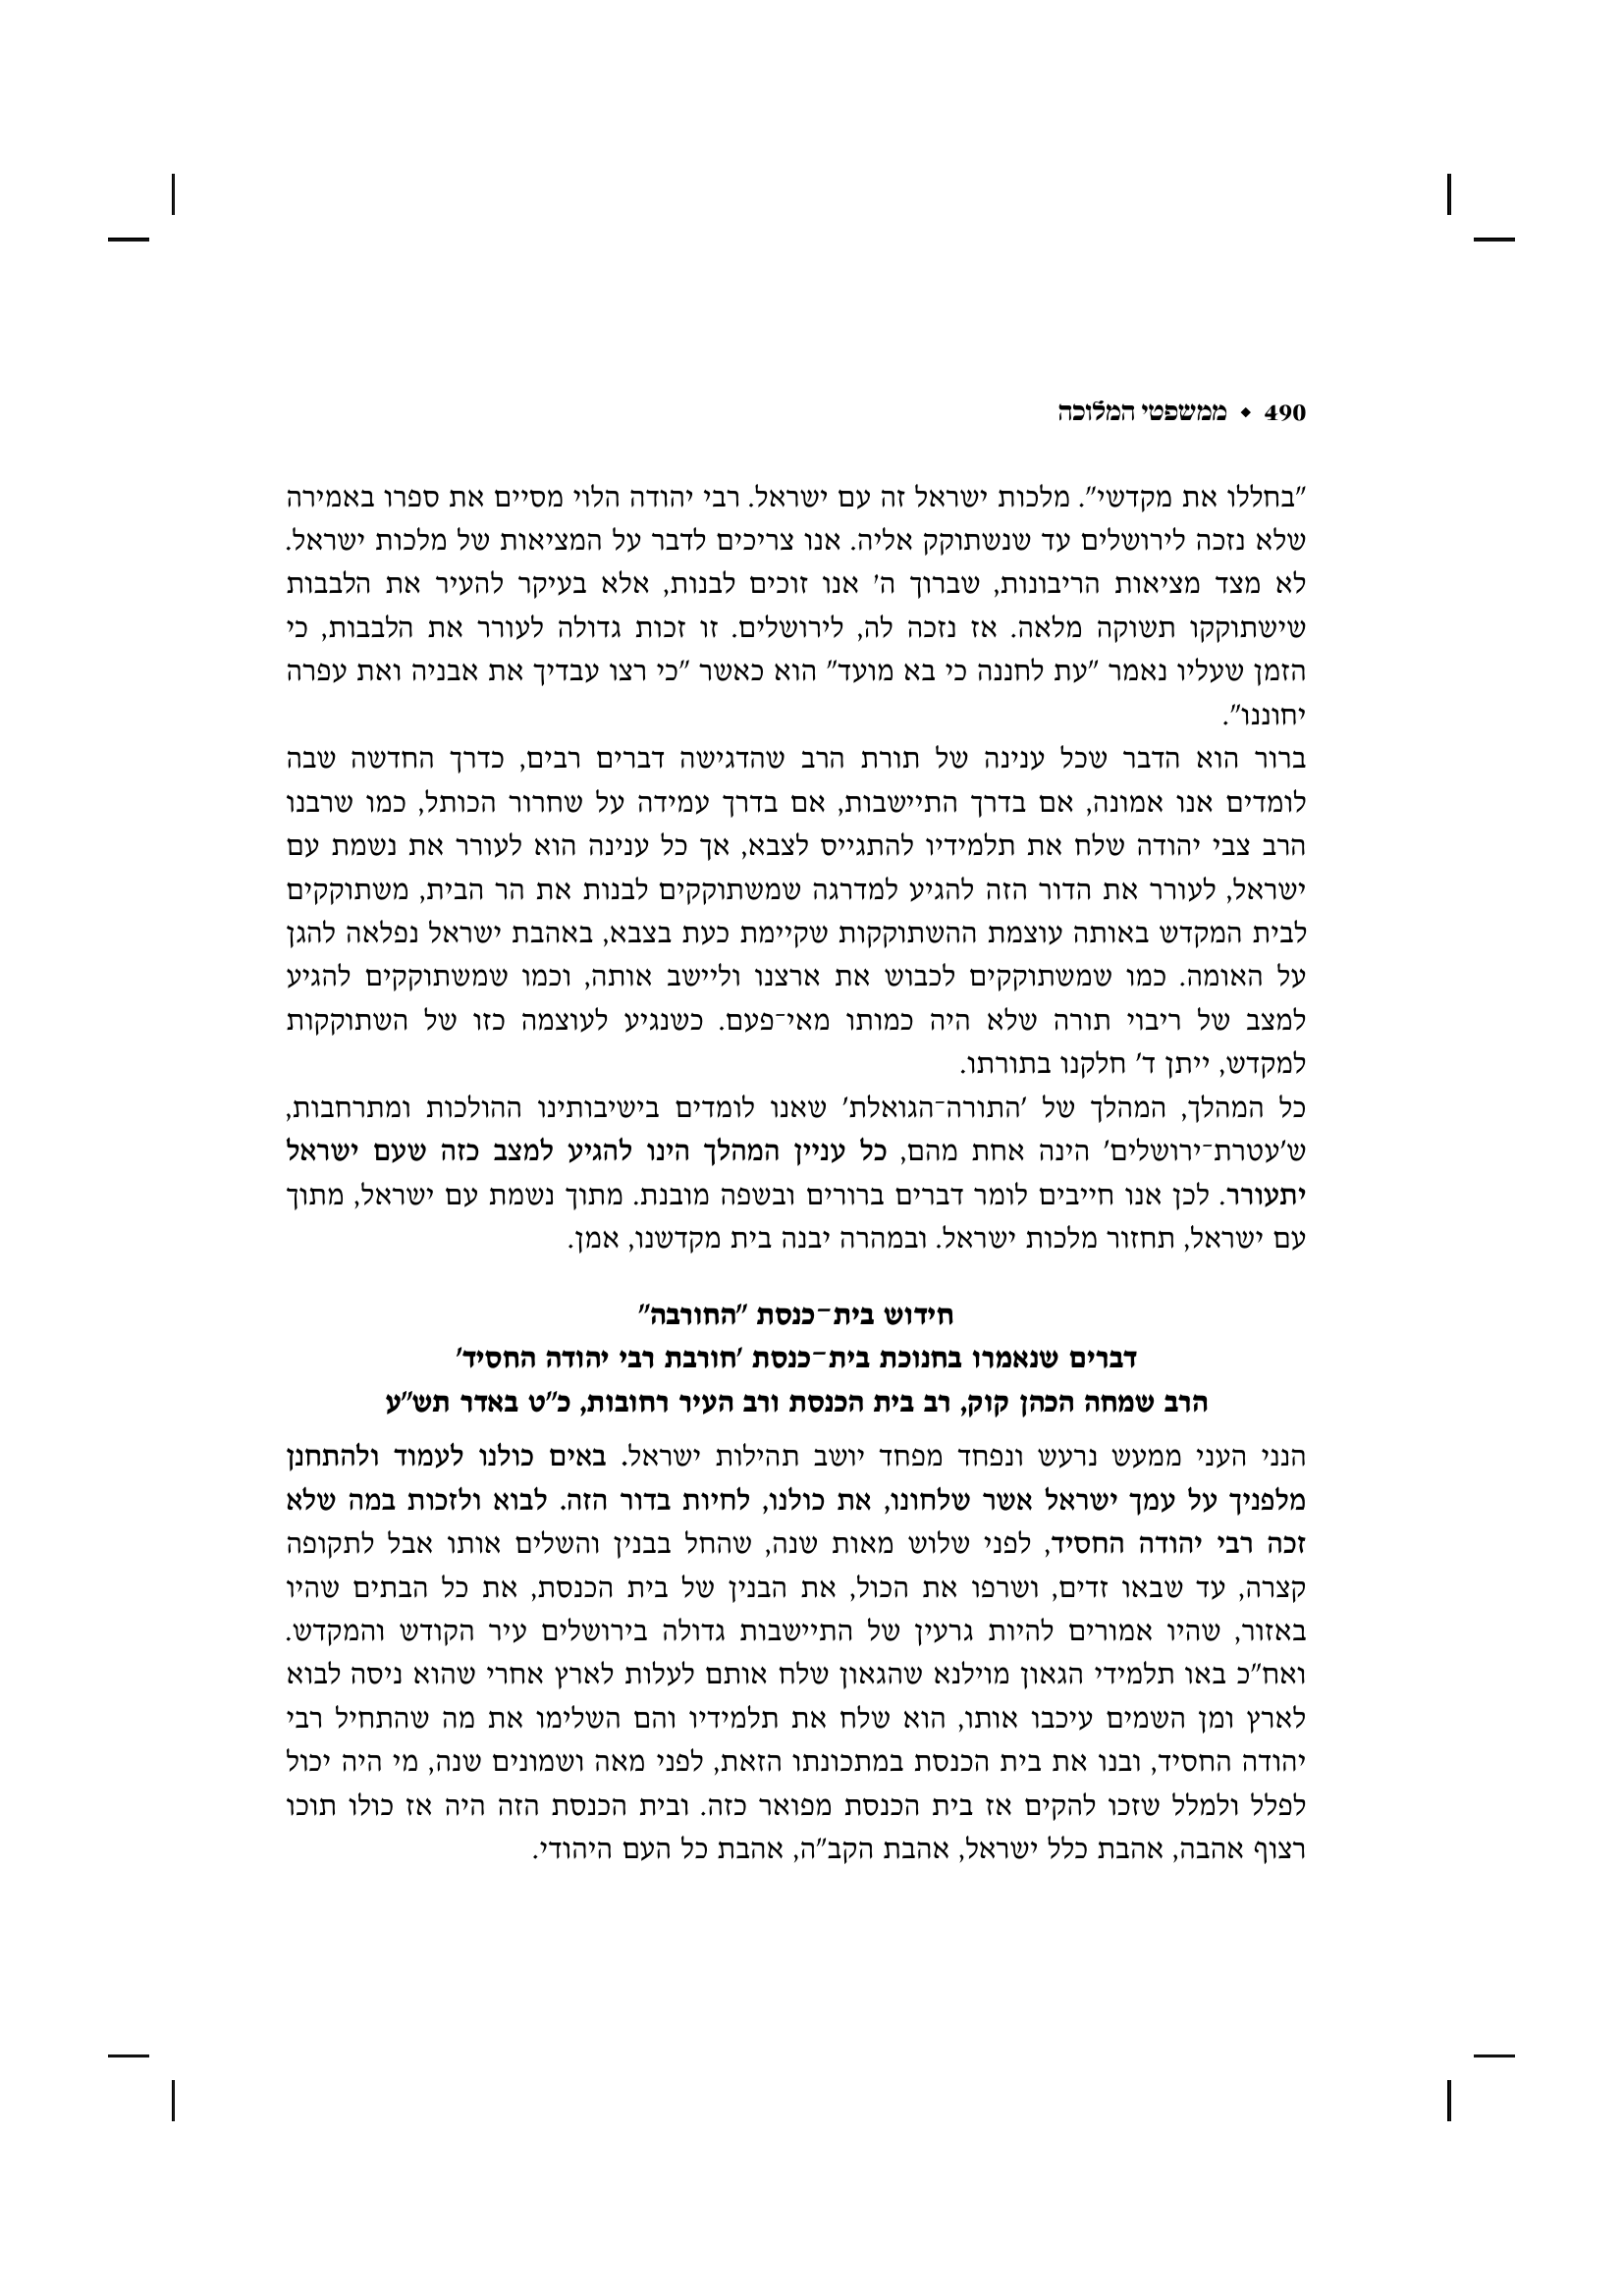 490 ◆ ממשפטי המלוכה
"בחללו את מקדשי". מלכות ישראל זה עם ישראל. רבי יהודה הלוי מסיים את ספרו באמירה
שלא נזכה לירושלים עד שנשתוקק אליה. אנו צריכים לדבר על המציאות של מלכות ישראל.
לא מצד מציאות הריבונות, שברוך ה' אנו זוכים לבנות, אלא בעיקר להעיר את הלבבות
שישתוקקו תשוקה מלאה. אז נזכה לה, לירושלים. זו זכות גדולה לעורר את הלבבות, כי
הזמן שעליו נאמר "עת לחננה כי בא מועד" הוא כאשר "כי רצו עבדיך את אבניה ואת עפרה
יחוננו".
ברור הוא הדבר שכל ענינה של תורת הרב שהדגישה דברים רבים, כדרך החדשה שבה
לומדים אנו אמונה, אם בדרך התיישבות, אם בדרך עמידה על שחרור הכותל, כמו שרבנו
הרב צבי יהודה שלח את תלמידיו להתגייס לצבא, אך כל ענינה הוא לעורר את נשמת עם
ישראל, לעורר את הדור הזה להגיע למדרגה שמשתוקקים לבנות את הר הבית, משתוקקים
לבית המקדש באותה עוצמת ההשתוקקות שקיימת כעת בצבא, באהבת ישראל נפלאה להגן
על האומה. כמו שמשתוקקים לכבוש את ארצנו וליישב אותה, וכמו שמשתוקקים להגיע
למצב של ריבוי תורה שלא היה כמותו מאי־פעם. כשנגיע לעוצמה כזו של השתוקקות
למקדש, ייתן ד' חלקנו בתורתו.
כל המהלך, המהלך של 'התורה־הגואלת' שאנו לומדים בישיבותינו ההולכות ומתרחבות,
ש'עטרת־ירושלים' הינה אחת מהם, כל עניין המהלך הינו להגיע למצב כזה שעם ישראל
יתעורר. לכן אנו חייבים לומר דברים ברורים ובשפה מובנת. מתוך נשמת עם ישראל, מתוך
עם ישראל, תחזור מלכות ישראל. ובמהרה יבנה בית מקדשנו, אמן.
חידוש בית־כנסת "החורבה"
דברים שנאמרו בחנוכת בית־כנסת 'חורבת רבי יהודה החסיד'
הרב שמחה הכהן קוק, רב בית הכנסת ורב העיר רחובות, כ"ט באדר תש"ע
הנני העני ממעש נרעש ונפחד מפחד יושב תהילות ישראל. באים כולנו לעמוד ולהתחנן
מלפניך על עמך ישראל אשר שלחונו, את כולנו, לחיות בדור הזה. לבוא ולזכות במה שלא
זכה רבי יהודה החסיד, לפני שלוש מאות שנה, שהחל בבנין והשלים אותו אבל לתקופה
קצרה, עד שבאו זדים, ושרפו את הכול, את הבנין של בית הכנסת, את כל הבתים שהיו
באזור, שהיו אמורים להיות גרעין של התיישבות גדולה בירושלים עיר הקודש והמקדש.
ואח"כ באו תלמידי הגאון מוילנא שהגאון שלח אותם לעלות לארץ אחרי שהוא ניסה לבוא
לארץ ומן השמים עיכבו אותו, הוא שלח את תלמידיו והם השלימו את מה שהתחיל רבי
יהודה החסיד, ובנו את בית הכנסת במתכונתו הזאת, לפני מאה ושמונים שנה, מי היה יכול
לפלל ולמלל שזכו להקים אז בית הכנסת מפואר כזה. ובית הכנסת הזה היה אז כולו תוכו
רצוף אהבה, אהבת כלל ישראל, אהבת הקב"ה, אהבת כל העם היהודי.